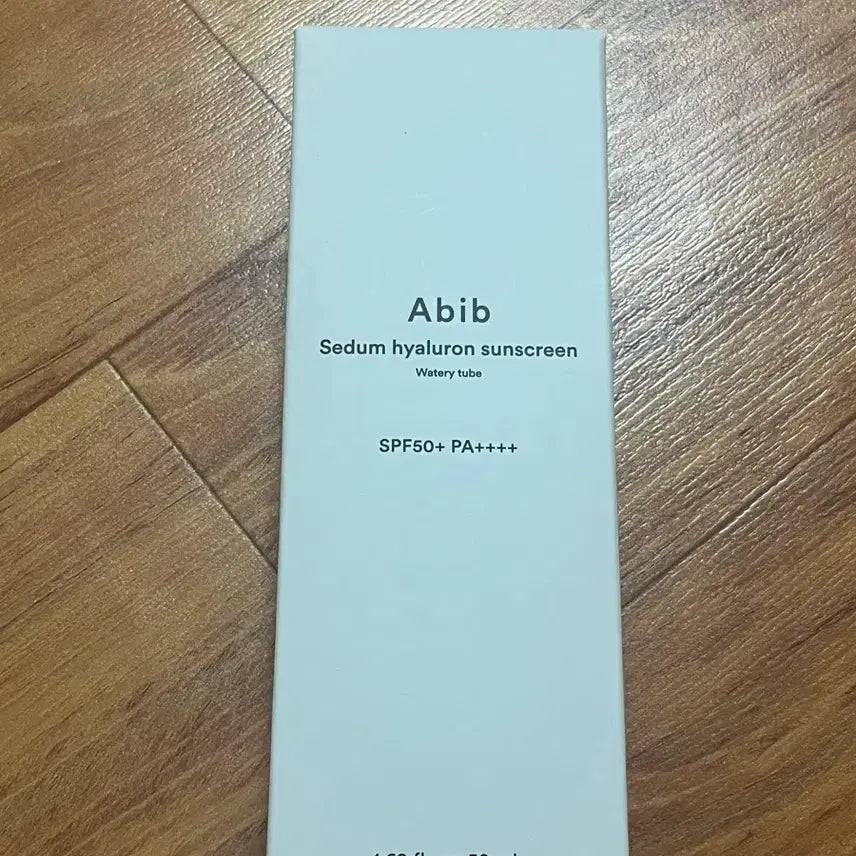 Abib
Sedum hyaluron sunscreen
Watery tube
SPF50+ PA++++